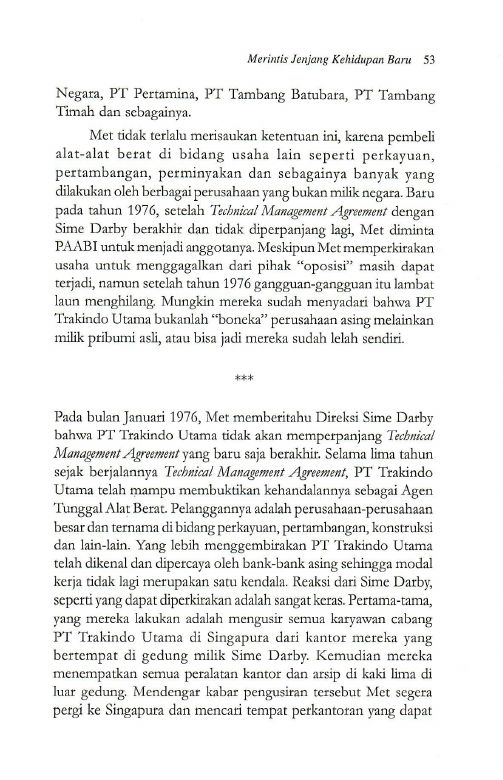 Merintis Jenjang Kehidupan Baru 53
Negara, PT Pertamina, PT Tambang Batubara, PT Tambang
Timah dan sebagainya.
Met tidak terlalu merisaukan ketentuan ini, karena pembeli
alat-alat berat di bidang usaha lain seperti perkayuan,
pertambangan, perminyakan dan sebagainya banyak yang
dilakukan oleh berbagai perusahaan yang bukan milik negara. Baru
pada tahun 1976, setelah Technical Management Agreement dengan
Sime Darby berakhir dan tidak diperpanjang lagi, Met diminta
PAABI untuk menjadi anggotanya. Meskipun Met memperkirakan
usaha untuk menggagalkan dari pihak “oposisi” masih dapat
terjadi, namun setelah tahun 1976 gangguan-gangguan itu lambat
laun menghilang. Mungkin mereka sudah menyadari bahwa PT
Trakindo Utama bukanlah “boneka” perusahaan asing melainkan
milik pribumi asli, atau bisa jadi mereka sudah lelah sendiri.
***
Pada bulan Januari 1976, Met memberitahu Direksi Sime Darby
bahwa PT Trakindo Utama tidak akan memperpanjang Technical
Management Agreement yang baru saja berakhir. Selama lima tahun
sejak berjalannya Technical Management Agreement, PT Trakindo
Utama telah mampu membuktikan kehandalannya sebagai Agen
Tunggal Alat Berat. Pelanggannya adalah perusahaan-perusahaan
besar dan ternama di bidang perkayuan, pertambangan, konstruksi
dan lain-lain. Yang lebih menggembirakan PT Trakindo Utama
telah dikenal dan dipercaya oleh bank-bank asing sehingga modal
kerja tidak lagi merupakan satu kendala. Reaksi dari Sime Darby,
seperti yang dapat diperkirakan adalah sangat keras. Pertama-tama,
yang mereka lakukan adalah mengusir semua karyawan cabang
PT Trakindo Utama di Singapura dari kantor mereka yang
bertempat di gedung milik Sime Darby. Kemudian mereka
menempatkan semua peralatan kantor dan arsip di kaki lima di
luar gedung. Mendengar kabar pengusiran tersebut Met segera
pergi ke Singapura dan mencari tempat perkantoran yang dapat